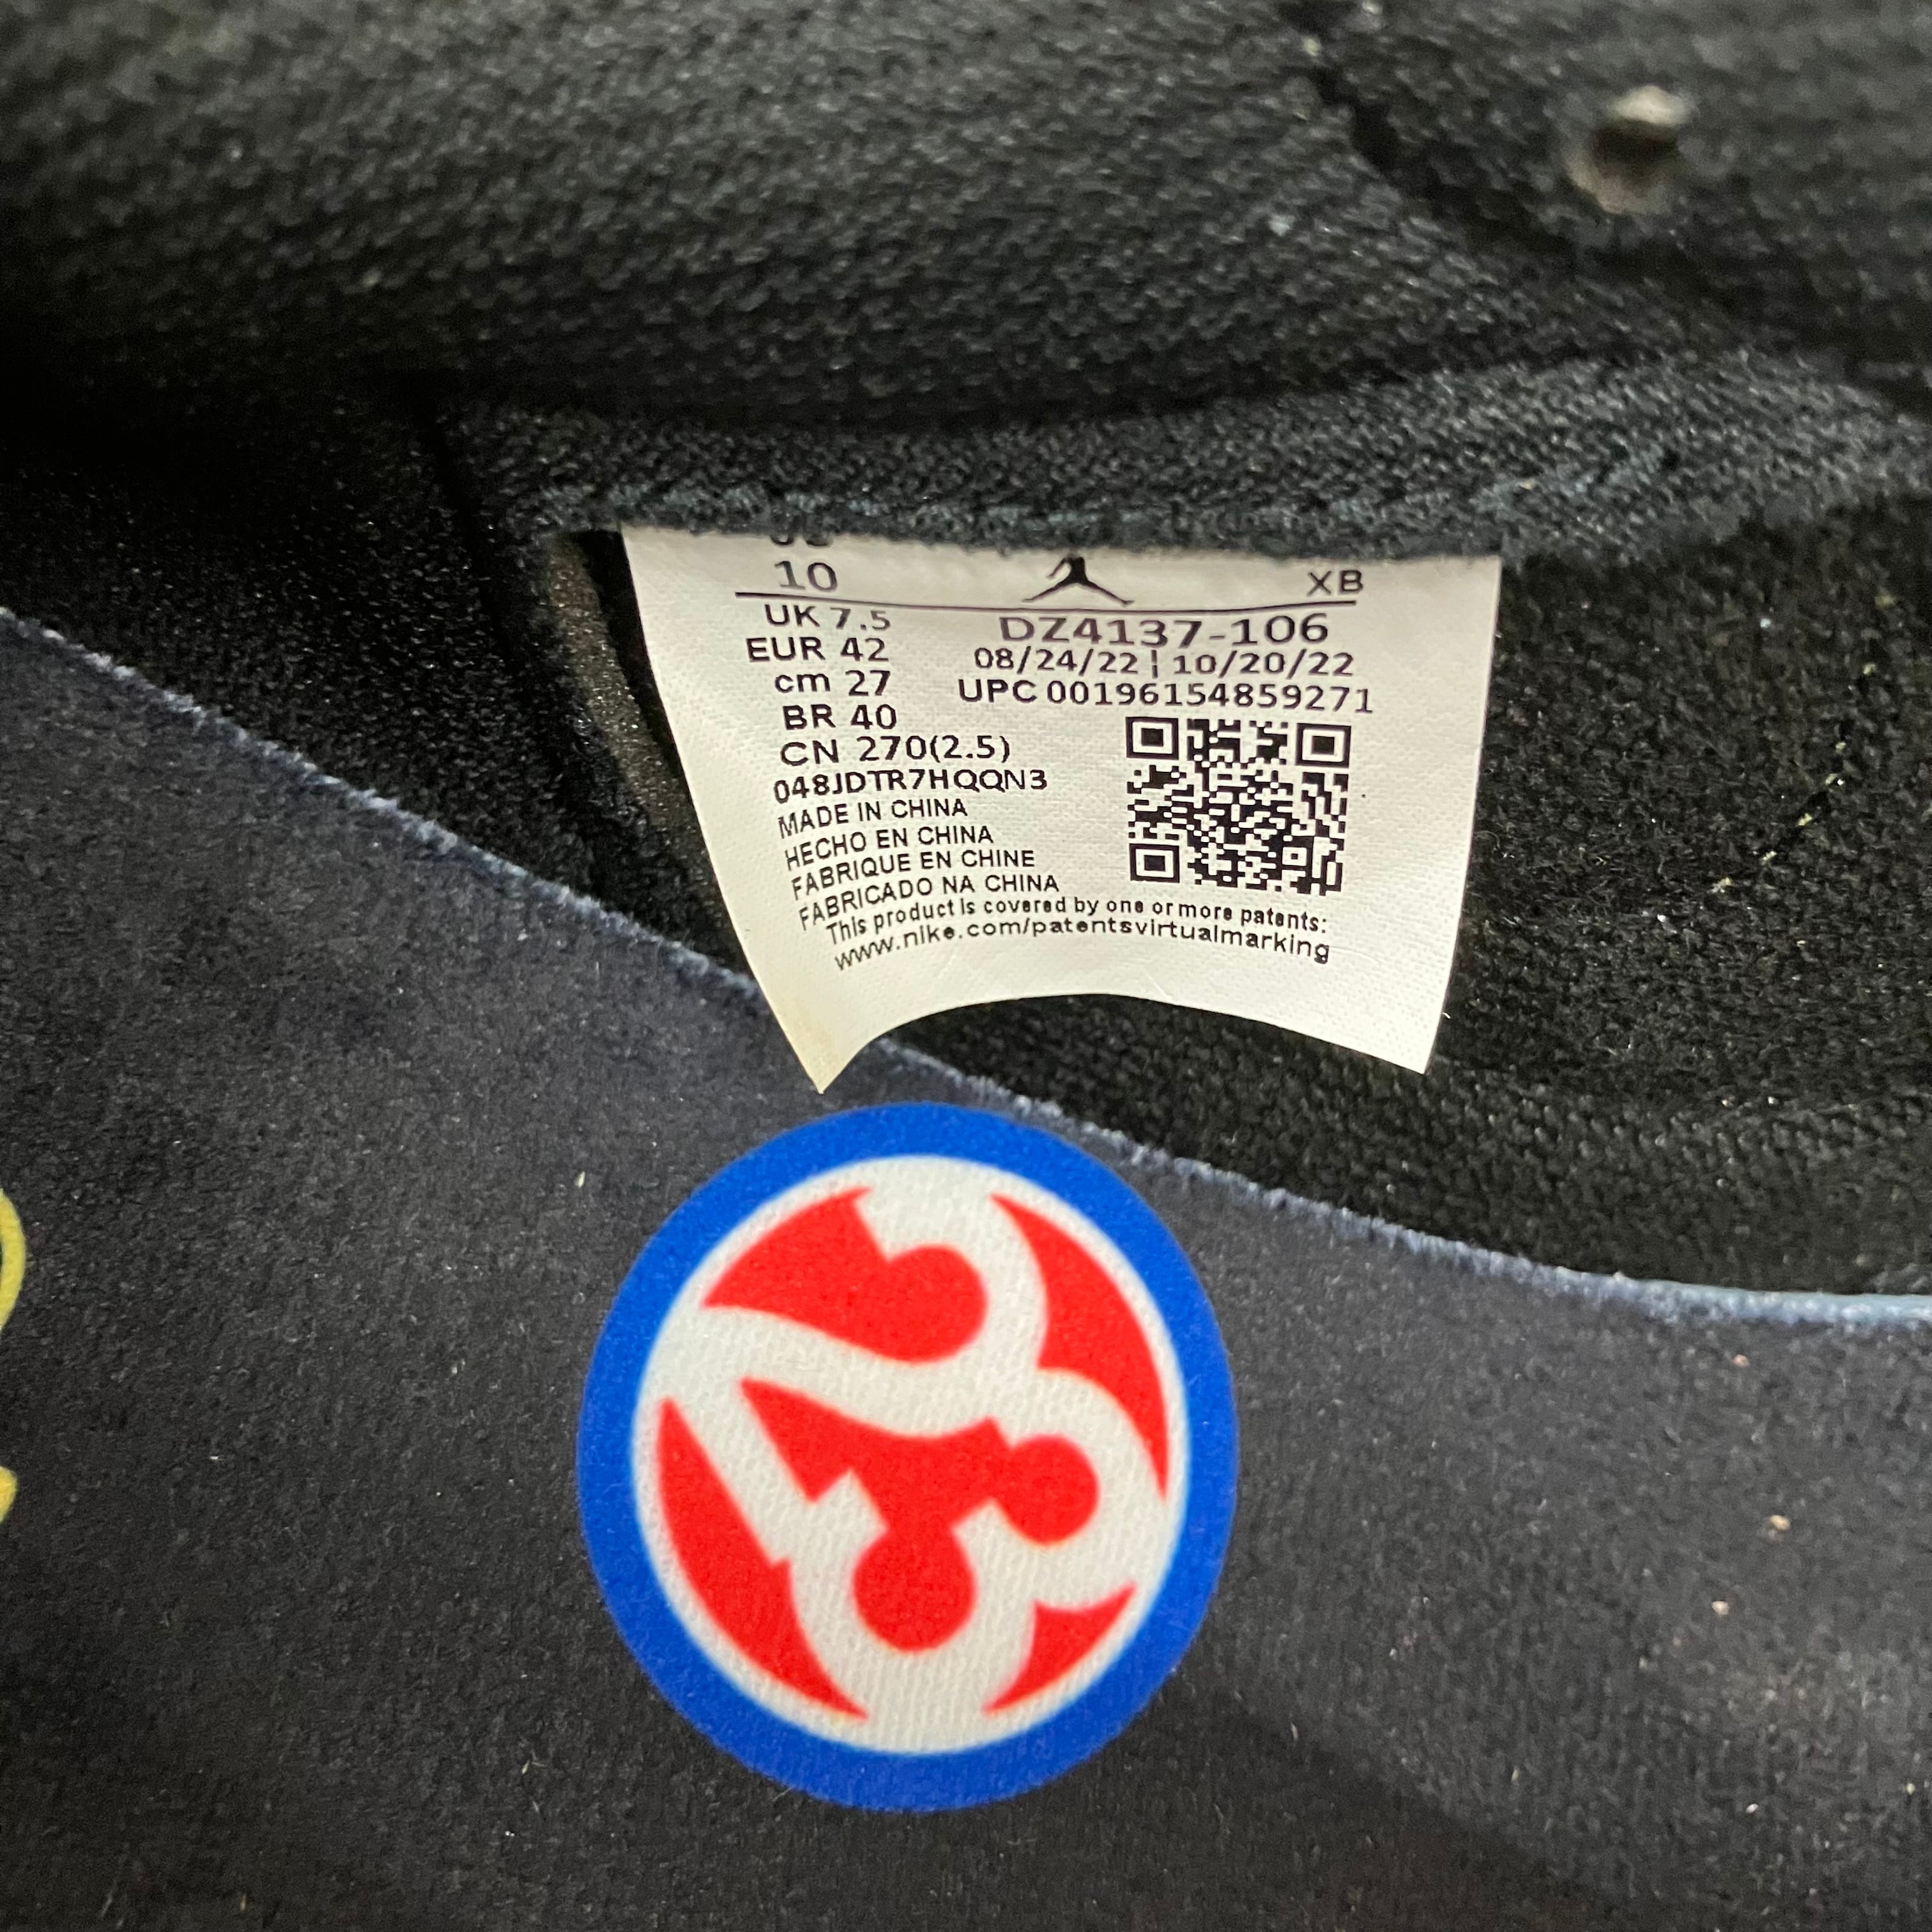 10 XB
UK 7.5
EUR 42
cm 27
BR 40
CN 270(2.5)
DZ4137-106
08/24/22 | 10/20/22
UPC 00196154859271
048JDTR7HQQN3
MADE IN CHINA
HECHO EN CHINA
FABRIQUE EN CHINE
FABRICADO NA CHINA
This product is covered by one or more patents:
www.nike.com/patentsvirtualmarking